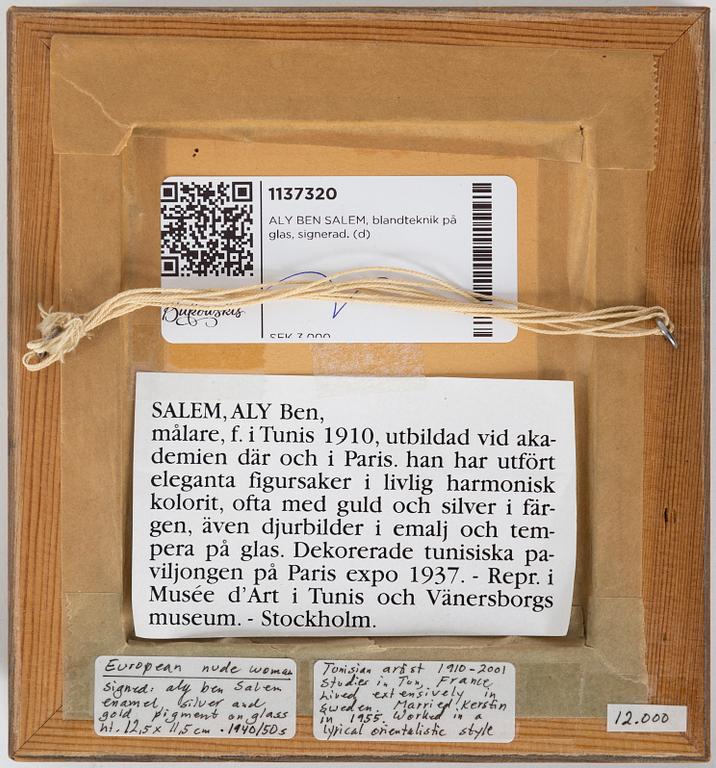 1137320
ALY BEN SALEM, blandteknik på
glas, signerad. (d)
Bukowskis
SEK 3 000
SALEM, ALY Ben,
målare, f. i Tunis 1910, utbildad vid aka-
demien där och i Paris. han har utfört
eleganta figursaker i livlig harmonisk
kolorit, ofta med guld och silver i fär-
gen, även djurbilder i emalj och tem-
pera på glas. Dekorerade tunisiska pa-
viljongen på Paris expo 1937. - Repr. i
Musée d'Art i Tunis och Vänersborgs
museum. - Stockholm.
European nude woman
signed: aly ben Salem
enamel, silver and
gold pigment on glass
ht. 12,5 x 11,5 cm. 1940/50s
Tunisian artist 1910-2001
Studies in Tun, France,
Lived extensively in
Sweden. Married Kerstin
in 1955. Worked in a
lyrical orientalistic style
12.000